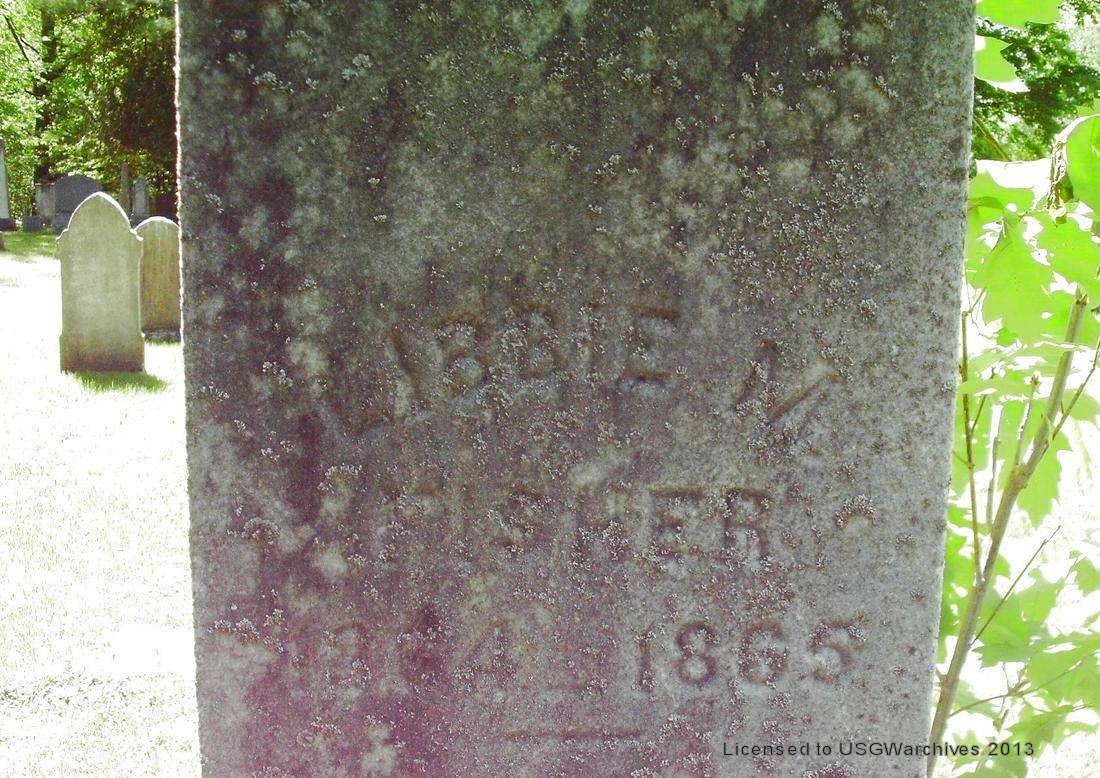 LIBBIE M.
FISHER.
1864 – 1865
Licensed to USGWarchives 2013